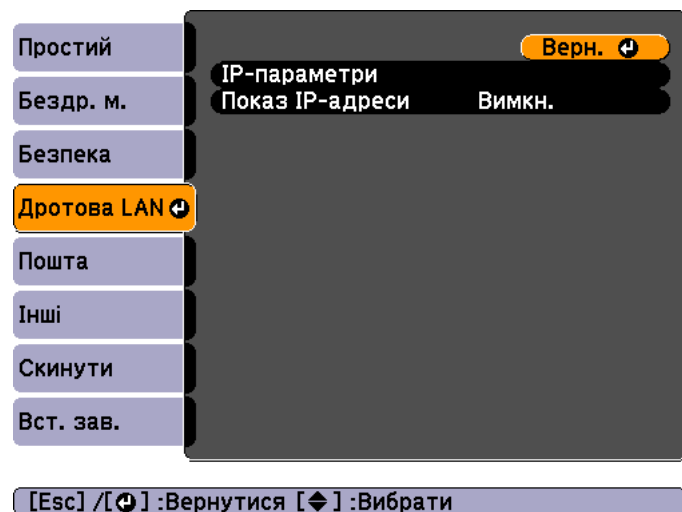 Простий
Бездр. м.
Безпека
Дротова LAN
Пошта
Інші
Скинути
Вст. зав.
Верн.
IP-параметри
Показ IP-адреси Вимкн.
[Esc] /[⏎] :Вернутися [◆] :Вибрати